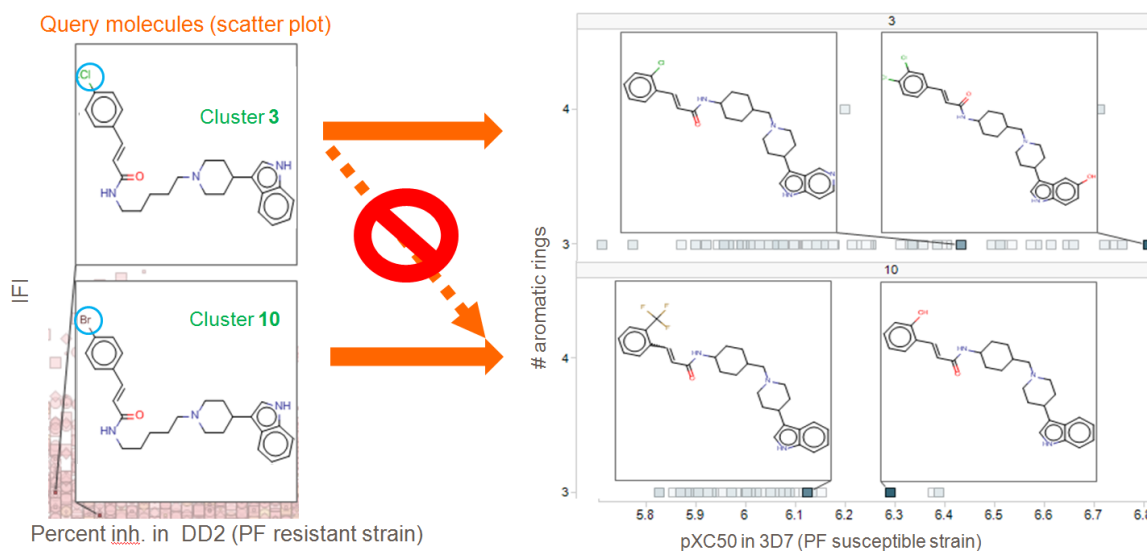 Query molecules (scatter plot)
Cl
Cluster 3
O
HN
N
NH
IFI
Br
Cluster 10
O
HN
N
NH
Percent inh. in DD2 (PF resistant strain)
# aromatic rings
3
4
3
Cl
HN
O
N
N
HN
Cl
Cl
O
HN
N
OH
HN
10
4
3
F
F
F
HN
O
N
HN
OH
HN
O
N
HN
5.8 5.9 6 6.1 6.2 6.3 6.4 6.5 6.6 6.7 6.8
pXC50 in 3D7 (PF susceptible strain)